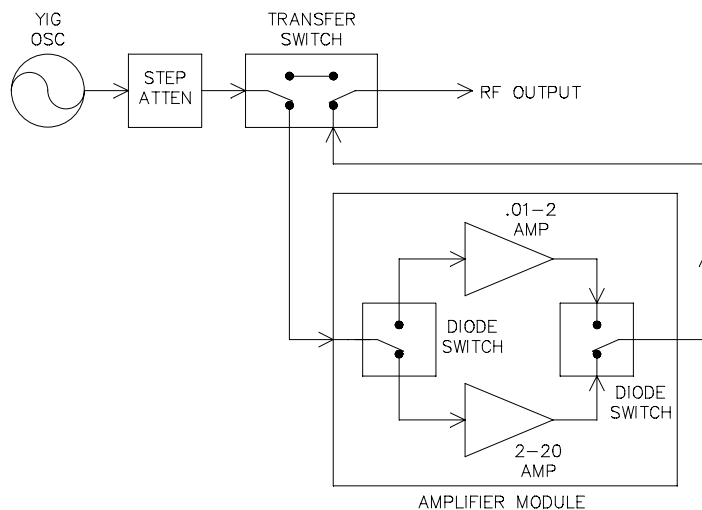 YIG
OSC
TRANSFER
SWITCH
STEP
ATTEN
RF OUTPUT
.01-2
AMP
DIODE
SWITCH
DIODE
SWITCH
2-20
AMP
AMPLIFIER MODULE